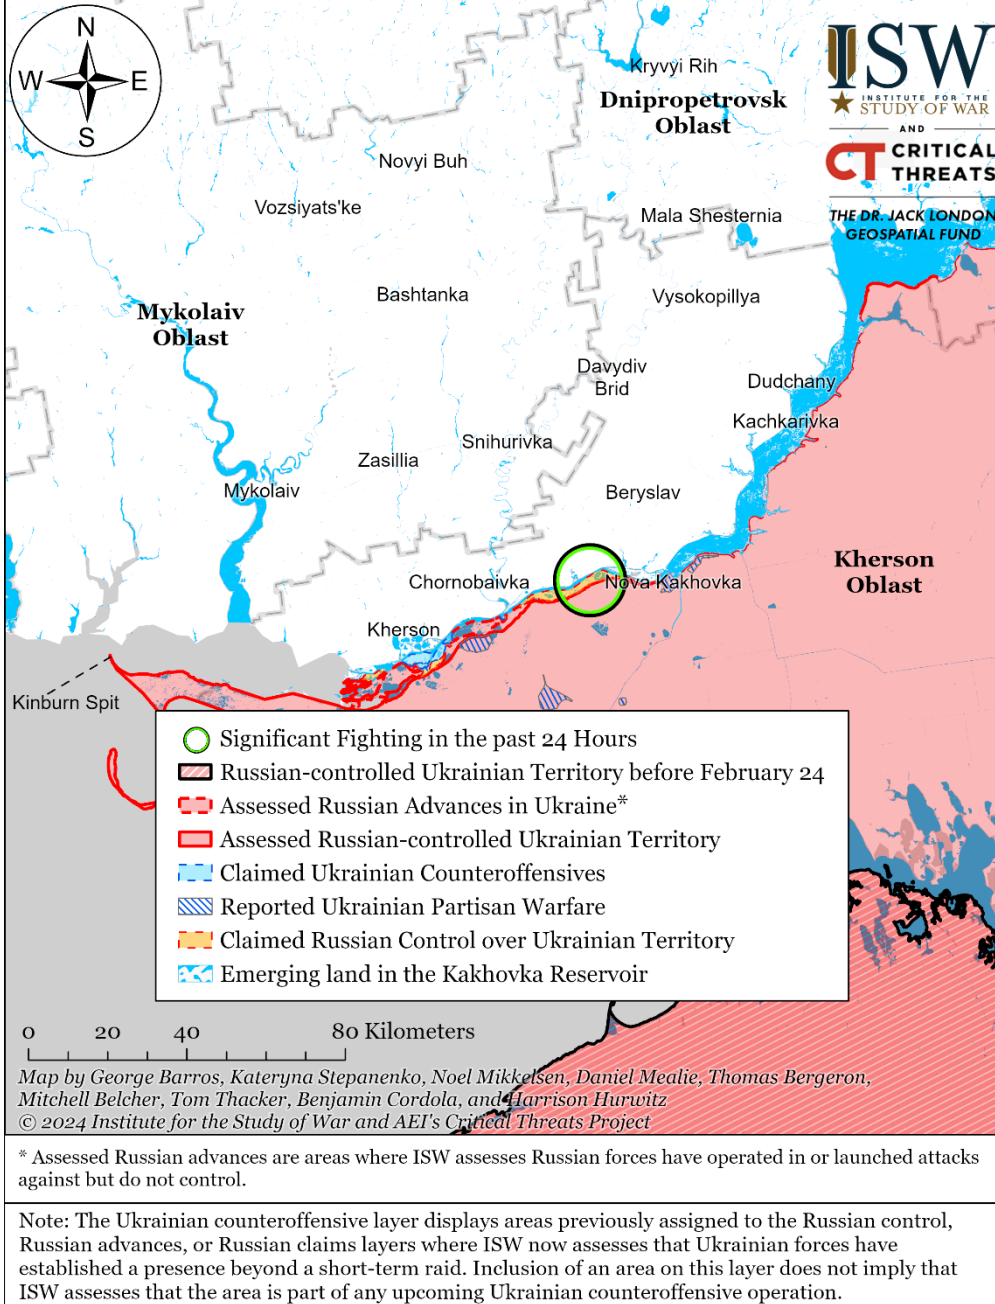 N
W
E
S
ISW
INSTITUTE FOR THE
STUDY OF WAR
AND
CT CRITICAL
THREATS
THE DR. JACK LONDON
GEOSPATIAL FUND
Kryvyi Rih
Dnipropetrovsk
Oblast
Novyi Buh
Vozsiyats'ke
Mala Shesternia
Bashtanka
Vysokopillya
Mykolaiv
Oblast
Davydiv
Brid
Dudchany
Kachkarivka
Snihurivka
Zasillia
Mykolaiv
Beryslav
Kherson
Oblast
Chornobaivka
Nova Kakhovka
Kherson
Kinburn Spit
Significant Fighting in the past 24 Hours
Russian-controlled Ukrainian Territory before February 24
Assessed Russian Advances in Ukraine*
Assessed Russian-controlled Ukrainian Territory
Claimed Ukrainian Counteroffensives
Reported Ukrainian Partisan Warfare
Claimed Russian Control over Ukrainian Territory
Emerging land in the Kakhovka Reservoir
0 20 40 80 Kilometers
Map by George Barros, Kateryna Stepanenko, Noel Mikkelsen, Daniel Mealie, Thomas Bergeron,
Mitchell Belcher, Tom Thacker, Benjamin Cordola, and Harrison Hurwitz
© 2024 Institute for the Study of War and AEI's Critical Threats Project
* Assessed Russian advances are areas where ISW assesses Russian forces have operated in or launched attacks
against but do not control.
Note: The Ukrainian counteroffensive layer displays areas previously assigned to the Russian control,
Russian advances, or Russian claims layers where ISW now assesses that Ukrainian forces have
established a presence beyond a short-term raid. Inclusion of an area on this layer does not imply that
ISW assesses that the area is part of any upcoming Ukrainian counteroffensive operation.